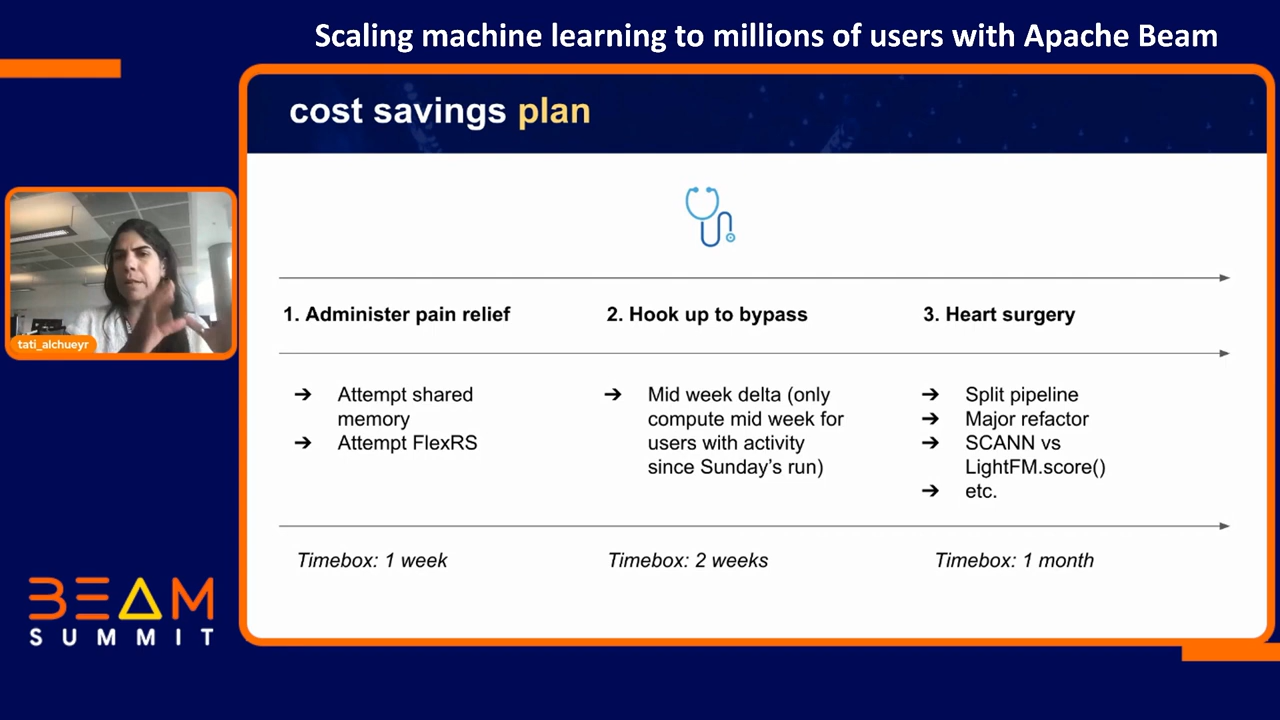 Scaling machine learning to millions of users with Apache Beam
cost savings plan
1. Administer pain relief
2. Hook up to bypass
3. Heart surgery
➔ Attempt shared
memory
➔ Attempt FlexRS
➔ Mid week delta (only
compute mid week for
users with activity
since Sunday's run)
➔ Split pipeline
➔ Major refactor
➔ SCANN vs
LightFM.score()
➔ etc.
Timebox: 1 week
Timebox: 2 weeks
Timebox: 1 month
tati_alchueyr
BEAM
SUMMIT